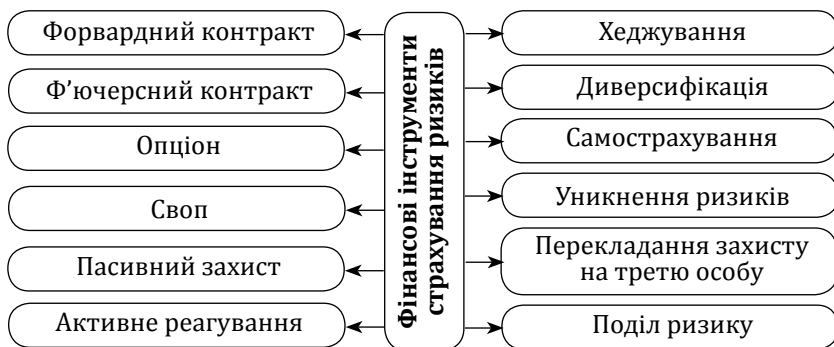 Форвардний контракт
Ф’ючерсний контракт
Опціон
Своп
Пасивний захист
Активне реагування
Фінансові інструменти
страхування ризиків
Хеджування
Диверсифікація
Самострахування
Уникнення ризиків
Перекладання захисту
на третю особу
Поділ ризику